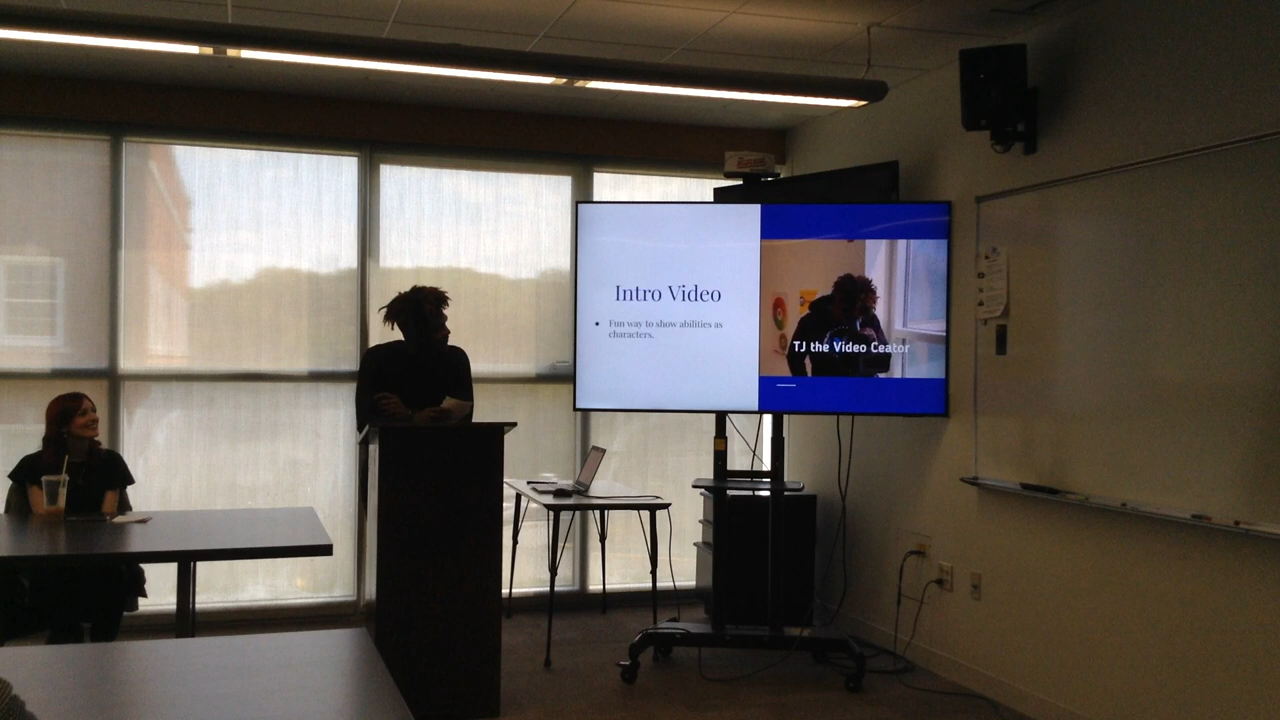 Intro Video
• Fun way to show abilities as
characters.
TJ the Video Ceator